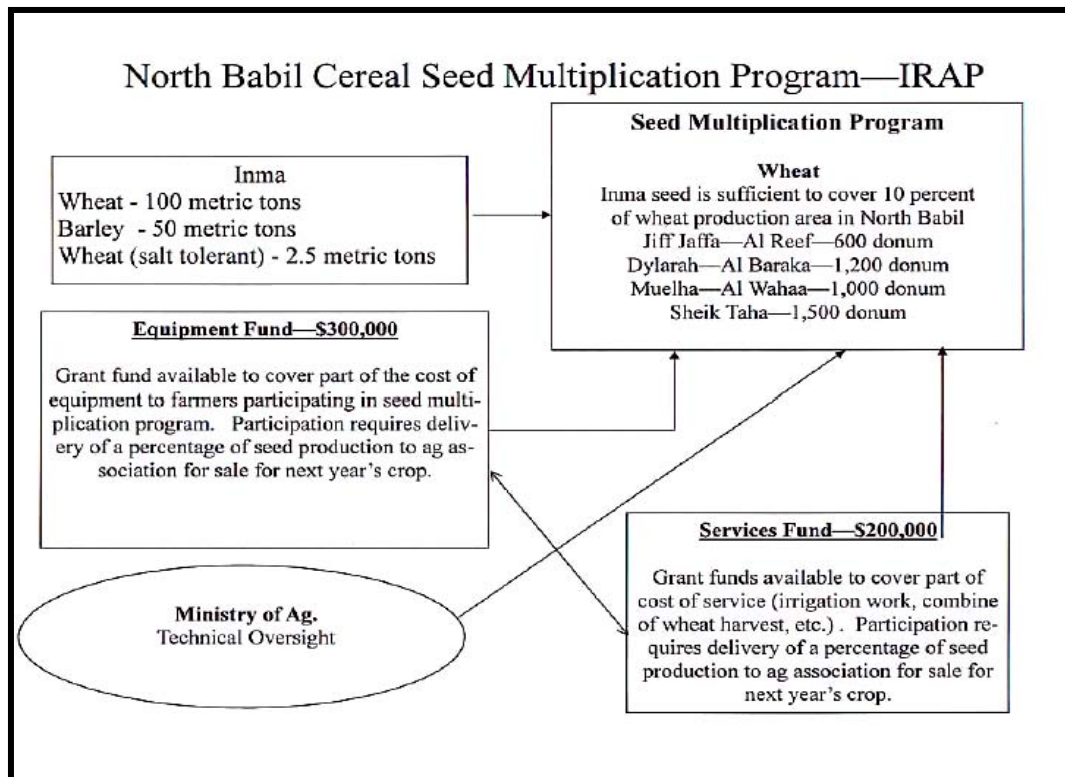 North Babil Cereal Seed Multiplication Program—IRAP
Inma
Wheat - 100 metric tons
Barley - 50 metric tons
Wheat (salt tolerant) - 2.5 metric tons
Seed Multiplication Program
Wheat
Inma seed is sufficient to cover 10 percent
of wheat production area in North Babil
Jiff Jaffa—Al Reef—600 donum
Dylarah—Al Baraka—1,200 donum
Muelha—Al Wahaa—1,000 donum
Sheik Taha—1,500 donum
Equipment Fund—$300,000
Grant fund available to cover part of the cost of
equipment to farmers participating in seed multi-
plication program. Participation requires deliv-
ery of a percentage of seed production to ag as-
sociation for sale for next year's crop.
Ministry of Ag.
Technical Oversight
Services Fund—$200,000
Grant funds available to cover part of
cost of service (irrigation work, combine
of wheat harvest, etc.) . Participation re-
quires delivery of a percentage of seed
production to ag association for sale for
next year's crop.